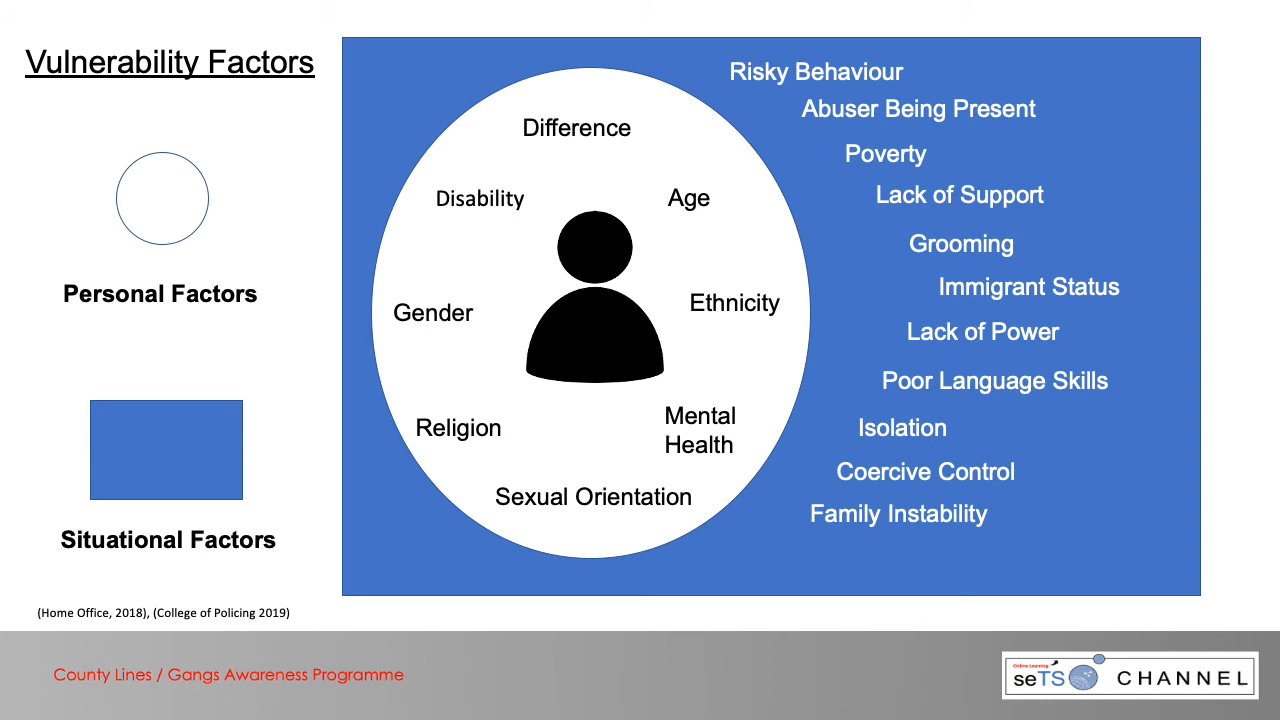 Vulnerability Factors
Personal Factors
Situational Factors
(Home Office, 2018), (College of Policing 2019)
Difference
Disability
Age
Gender
Ethnicity
Religion
Mental
Health
Sexual Orientation
Risky Behaviour
Abuser Being Present
Poverty
Lack of Support
Grooming
Immigrant Status
Lack of Power
Poor Language Skills
Isolation
Coercive Control
Family Instability
County Lines / Gangs Awareness Programme
Online Learning
seTS CHANNEL